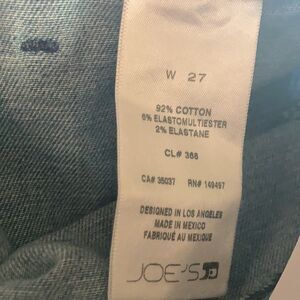 W 27
92% COTTON
6% ELASTOMULTIESTER
2% ELASTANE
CL# 368
CA# 35037 RN# 149497
DESIGNED IN LOS ANGELES
MADE IN MEXICO
FABRIQUÉ AU MEXIQUE
JOE'S